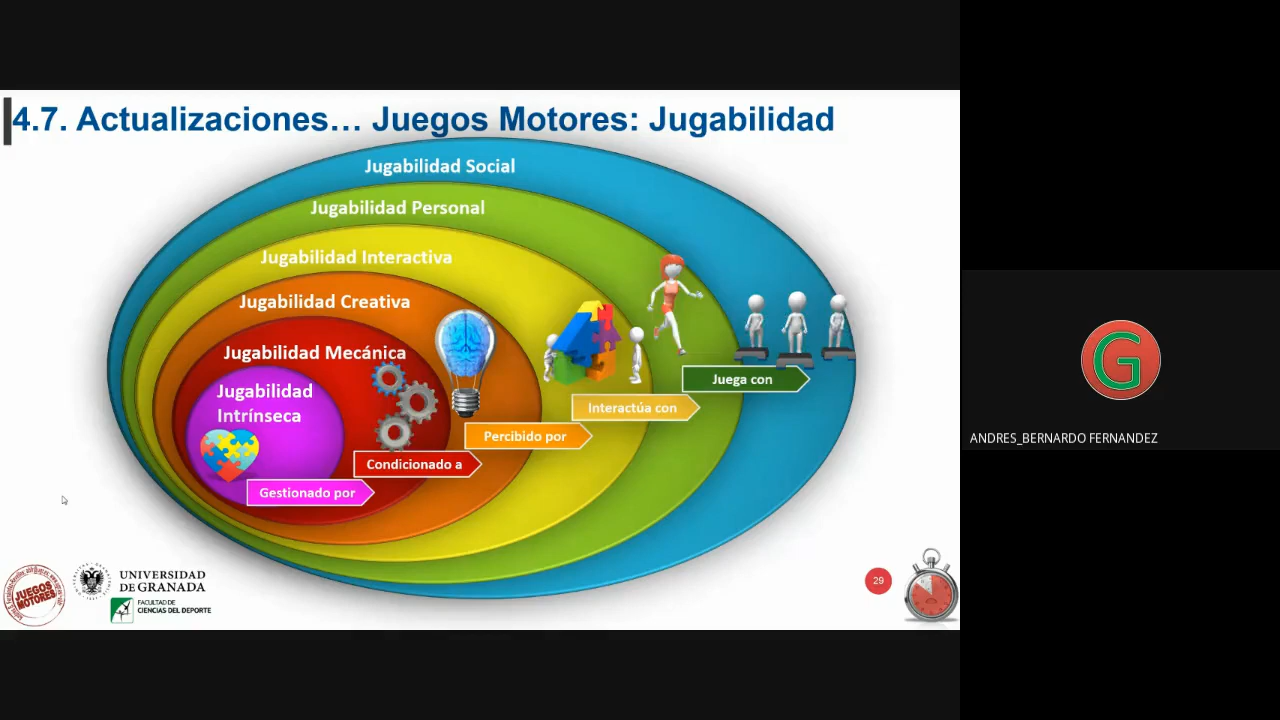 4.7. Actualizaciones… Juegos Motores: Jugabilidad
Jugabilidad Social
Jugabilidad Personal
Jugabilidad Interactiva
Jugabilidad Creativa
Jugabilidad Mecánica
Jugabilidad
Intrínseca
Juega con
Interactúa con
Percibido por
Condicionado a
Gestionado por
JUEGOS
MOTORES
UNIVERSIDAD
DE GRANADA
FACULTAD DE
CIENCIAS DEL DEPORTE
29
G
ANDRES_BERNARDO FERNANDEZ